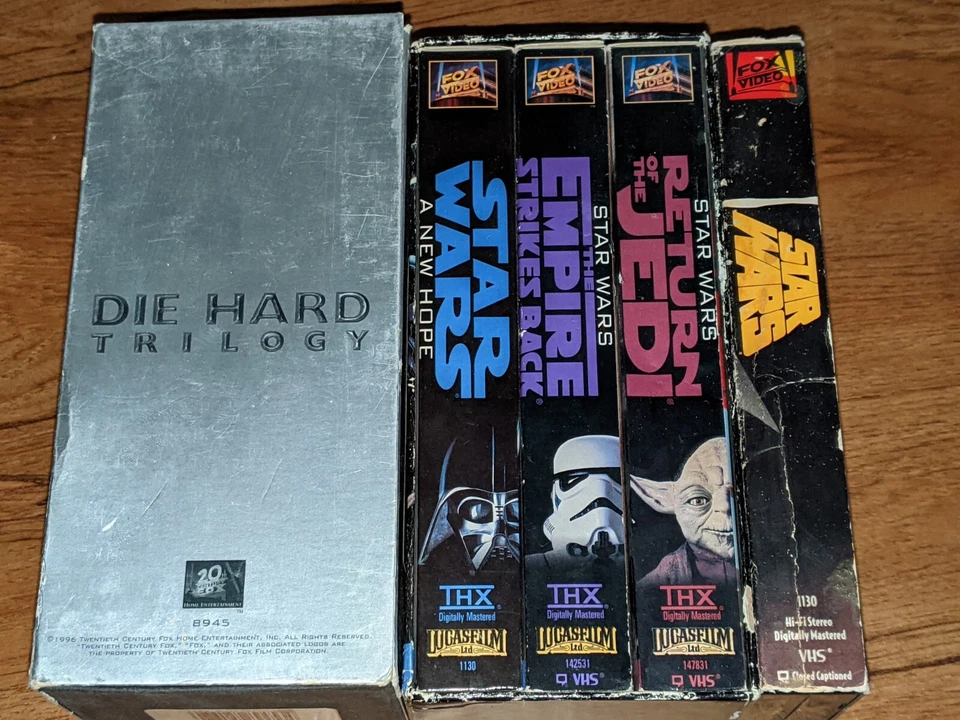 DIE HARD
TRILOGY
20th
CENTURY
FOX
HOME ENTERTAINMENT
8945
©1996 TWENTIETH CENTURY FOX HOME ENTERTAINMENT, INC. ALL RIGHTS RESERVED.
"TWENTIETH CENTURY FOX," "FOX," AND THEIR ASSOCIATED LOGOS ARE
THE PROPERTY OF TWENTIETH CENTURY FOX FILM CORPORATION.
FOX
VIDEO
STAR
WARS
A NEW HOPE
THX
Digitally Mastered
LUCASFILM
Ltd
1130
FOX
VIDEO
STAR WARS
THE
EMPIRE
STRIKES BACK
THX
Digitally Mastered
LUCASFILM
Ltd
142531
VHS
FOX
VIDEO
STAR WARS
RETURN
OF
THE
JEDI
THX
Digitally Mastered
LUCASFILM
Ltd
147831
VHS
FOX
VIDEO
STAR
WARS
1130
Hi-Fi Stereo
Digitally Mastered
VHS
Closed Captioned